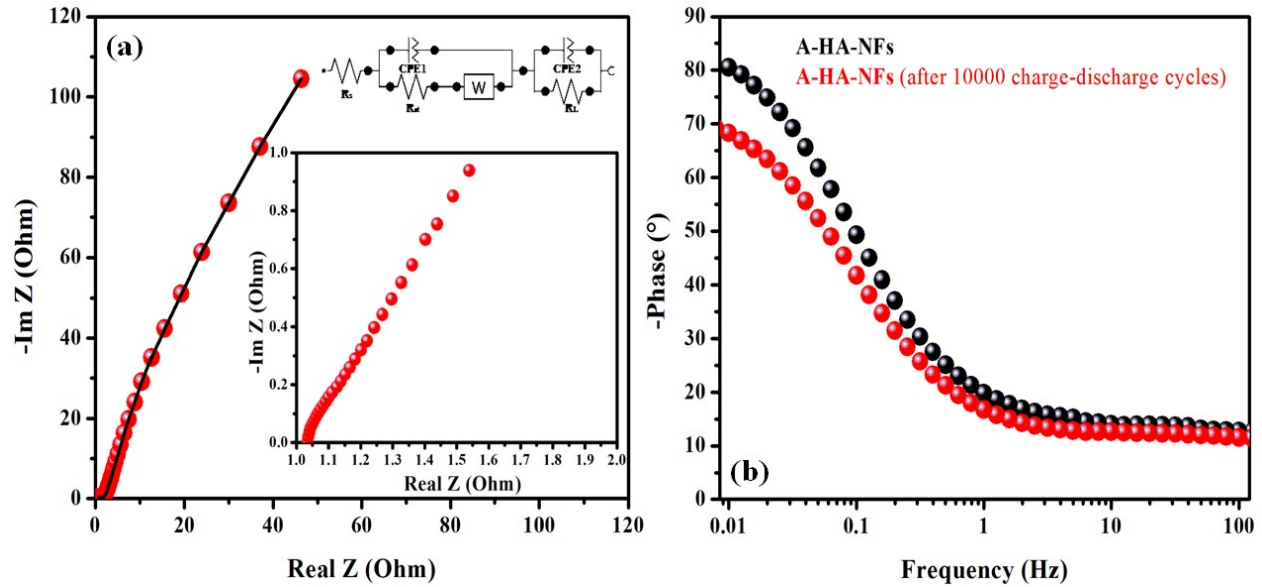 (a)
120
100
80
60
40
20
0
-Im Z (Ohm)
0 20 40 60 80 100 120
Real Z (Ohm)
CPE1
CPE2
W
1.0
0.8
0.6
0.4
0.2
0.0
-Im Z (Ohm)
1.0 1.1 1.2 1.3 1.4 1.5 1.6 1.7 1.8 1.9 2.0
Real Z (Ohm)
(b)
-90
80
70
60
50
40
30
20
10
0
-Phase (°)
A-HA-NFs
A-HA-NFs (after 10000 charge-discharge cycles)
0.01 0.1 1 10 100
Frequency (Hz)